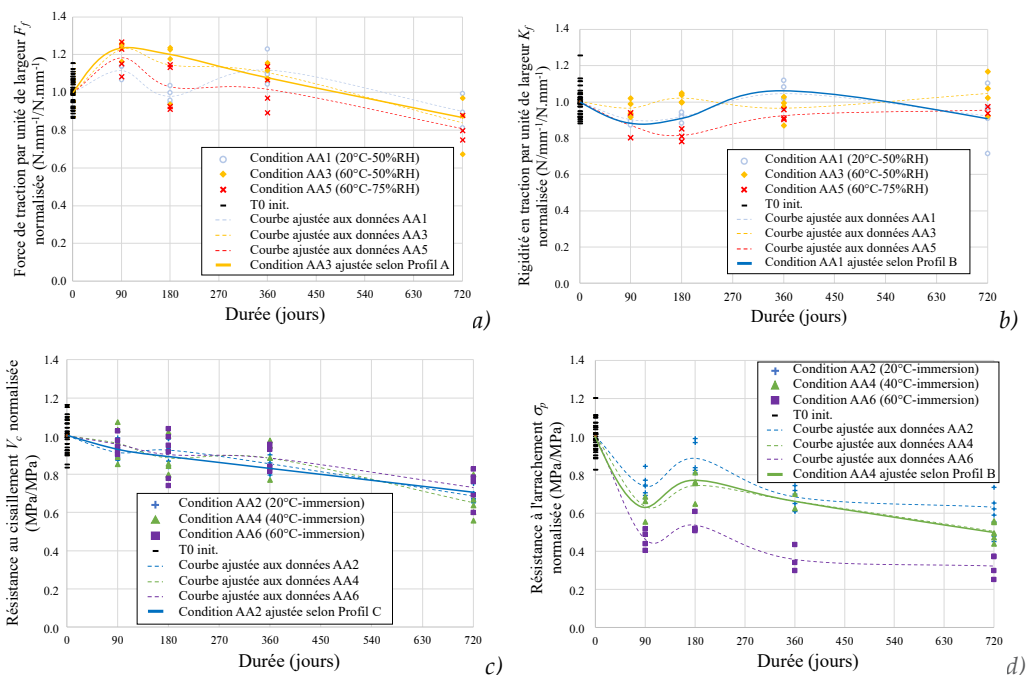 a)
Force de traction par unité de largeur Ff
normalisée (N.mm-1/N.mm-1)
1.4
1.2
1.0
0.8
0.6
0.4
0.2
0.0
Condition AA1 (20°C-50%RH)
Condition AA3 (60°C-50%RH)
Condition AA5 (60°C-75%RH)
T0 init.
Courbe ajustée aux données AA1
Courbe ajustée aux données AA3
Courbe ajustée aux données AA5
Condition AA3 ajustée selon Profil A
0 90 180 270 360 450 540 630 720
Durée (jours)
b)
Rigidité en traction par unité de largeur Kf
normalisée (N/mm-1/N/mm-1)
1.4
1.2
1.0
0.8
0.6
0.4
0.2
0.0
Condition AA1 (20°C-50%RH)
Condition AA3 (60°C-50%RH)
Condition AA5 (60°C-75%RH)
T0 init.
Courbe ajustée aux données AA1
Courbe ajustée aux données AA3
Courbe ajustée aux données AA5
Condition AA1 ajustée selon Profil B
0 90 180 270 360 450 540 630 720
Durée (jours)
c)
Résistance au cisaillement Vc normalisée
(MPa/MPa)
1.4
1.2
1.0
0.8
0.6
0.4
0.2
0.0
Condition AA2 (20°C-immersion)
Condition AA4 (40°C-immersion)
Condition AA6 (60°C-immersion)
T0 init.
Courbe ajustée aux données AA2
Courbe ajustée aux données AA4
Courbe ajustée aux données AA6
Condition AA2 ajustée selon Profil C
0 90 180 270 360 450 540 630 720
Durée (jours)
d)
Résistance à l'arrachement σp
normalisée (MPa/MPa)
1.4
1.2
1.0
0.8
0.6
0.4
0.2
0.0
Condition AA2 (20°C-immersion)
Condition AA4 (40°C-immersion)
Condition AA6 (60°C-immersion)
T0 init.
Courbe ajustée aux données AA2
Courbe ajustée aux données AA4
Courbe ajustée aux données AA6
Condition AA4 ajustée selon Profil B
0 90 180 270 360 450 540 630 720
Durée (jours)